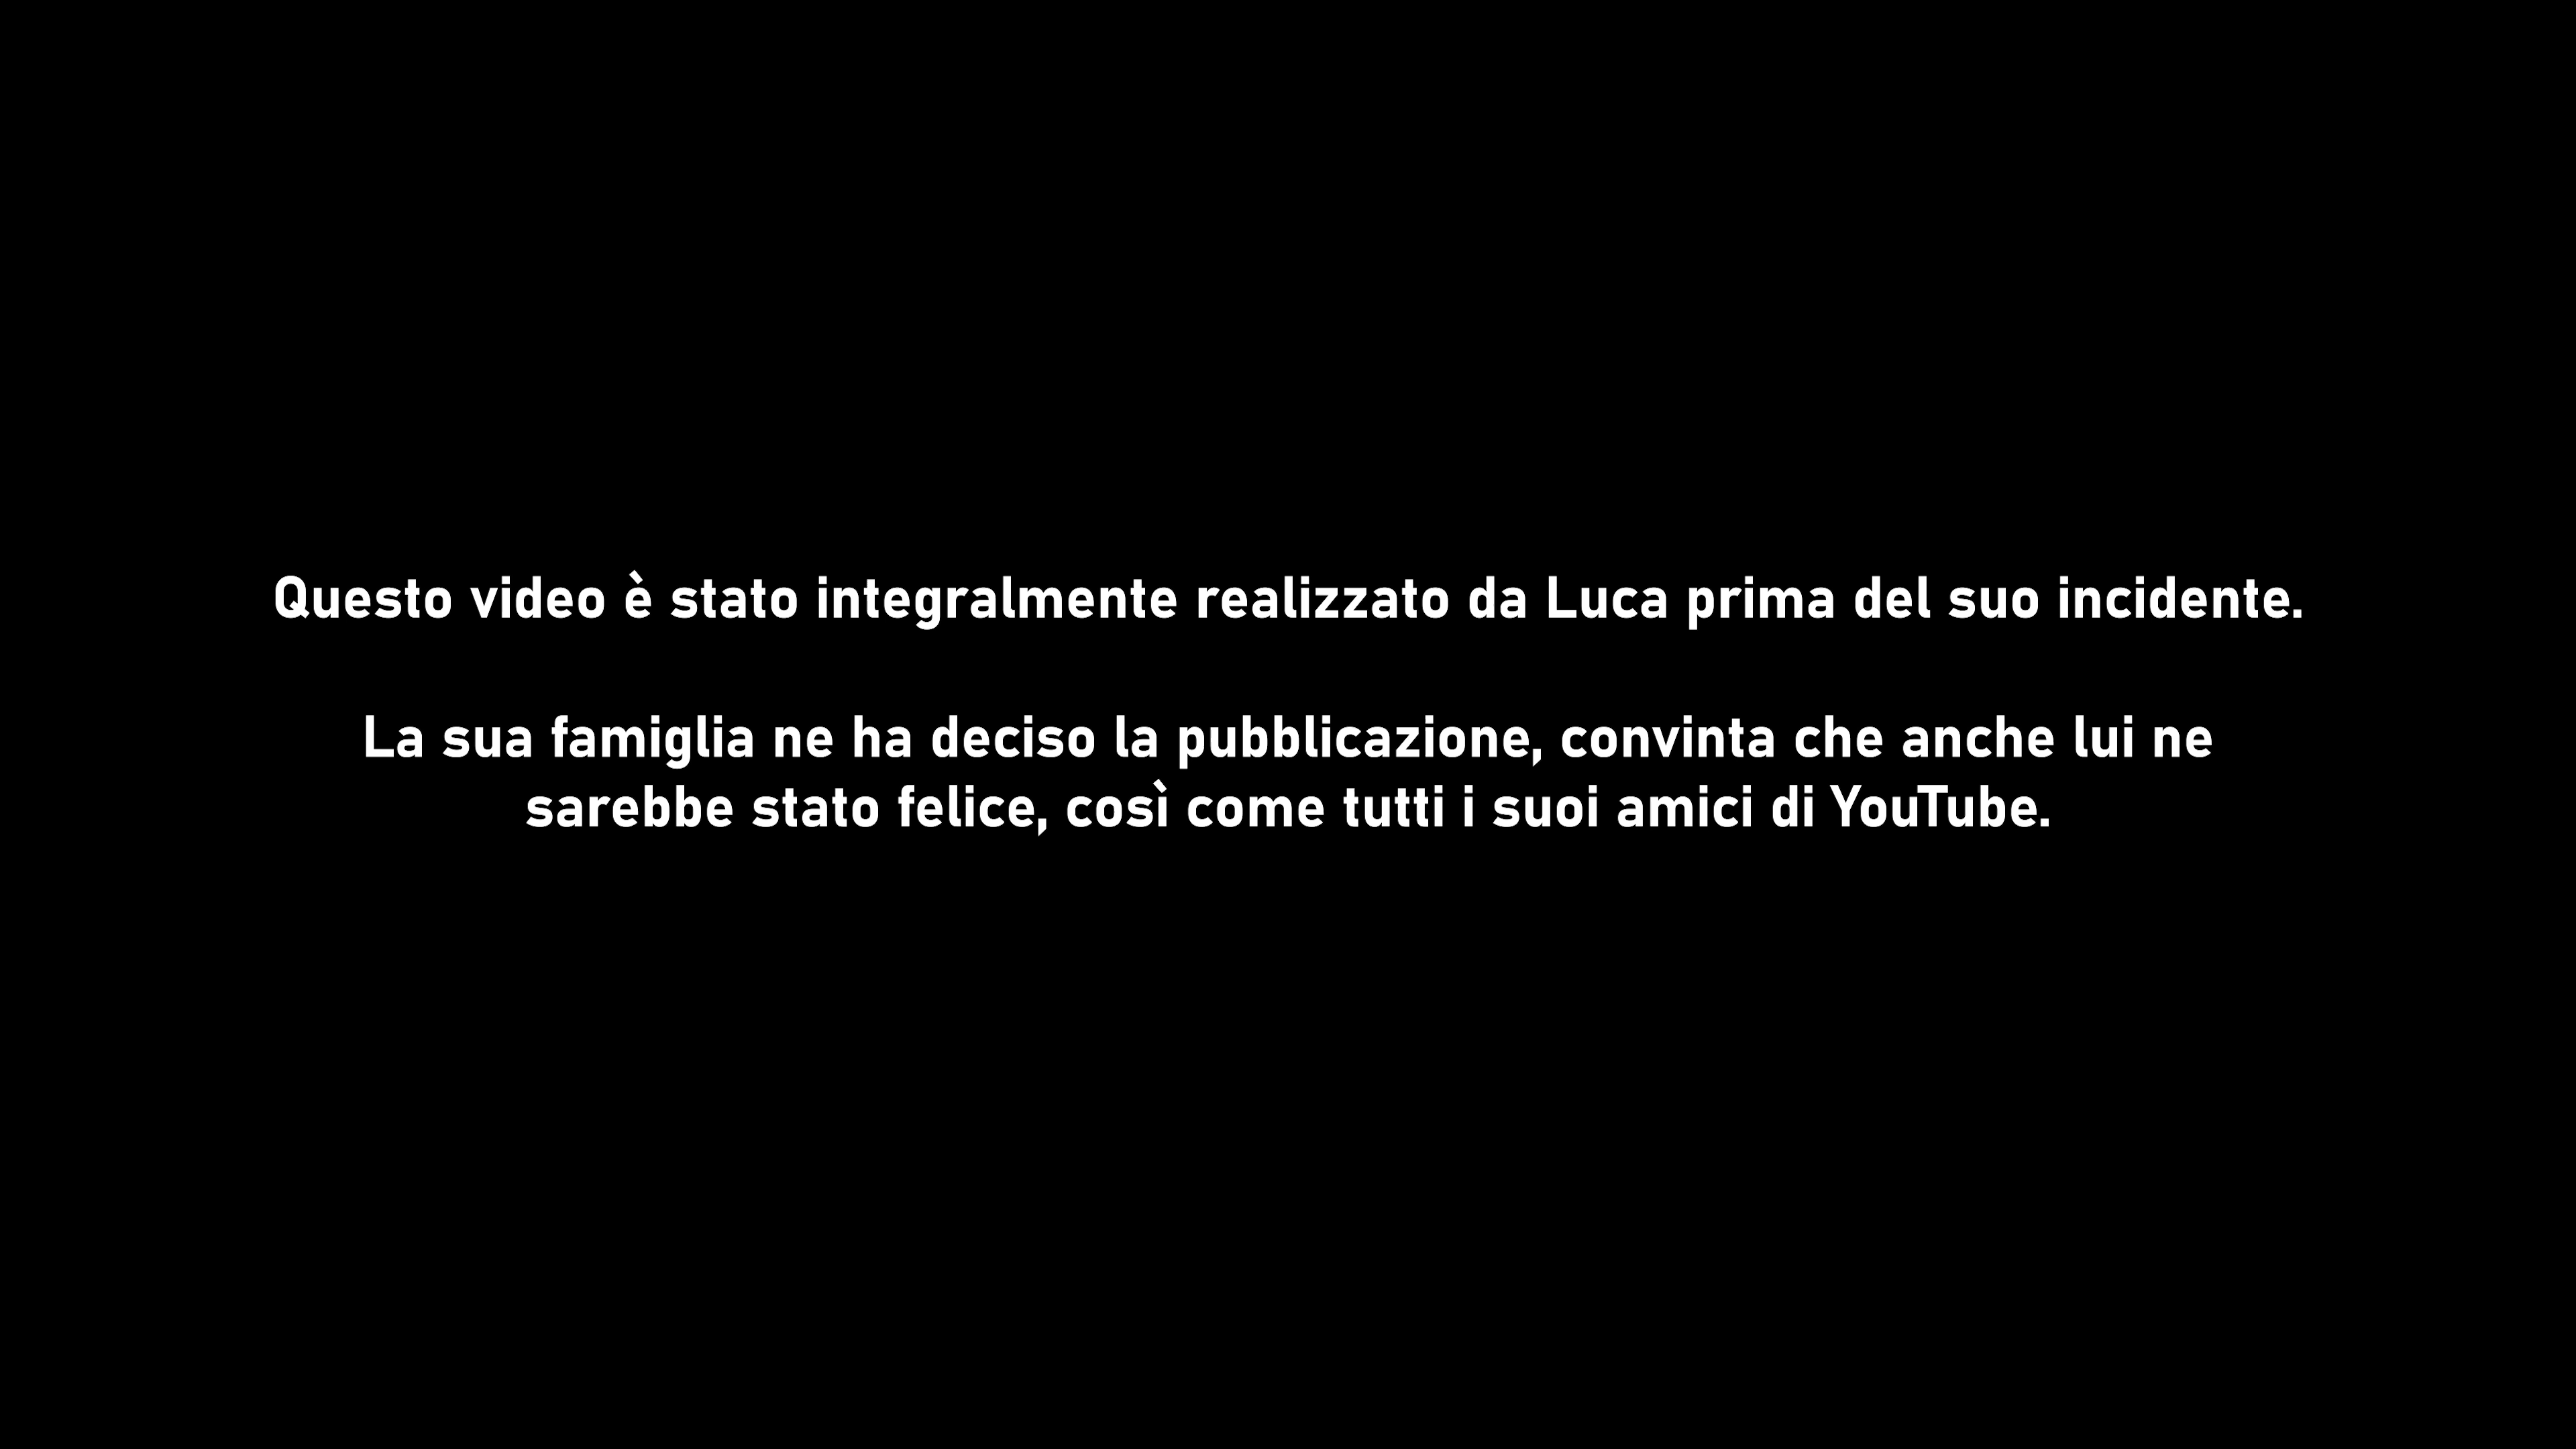 Questo video è stato integralmente realizzato da Luca prima del suo incidente.
La sua famiglia ne ha deciso la pubblicazione, convinta che anche lui ne
sarebbe stato felice, così come tutti i suoi amici di YouTube.